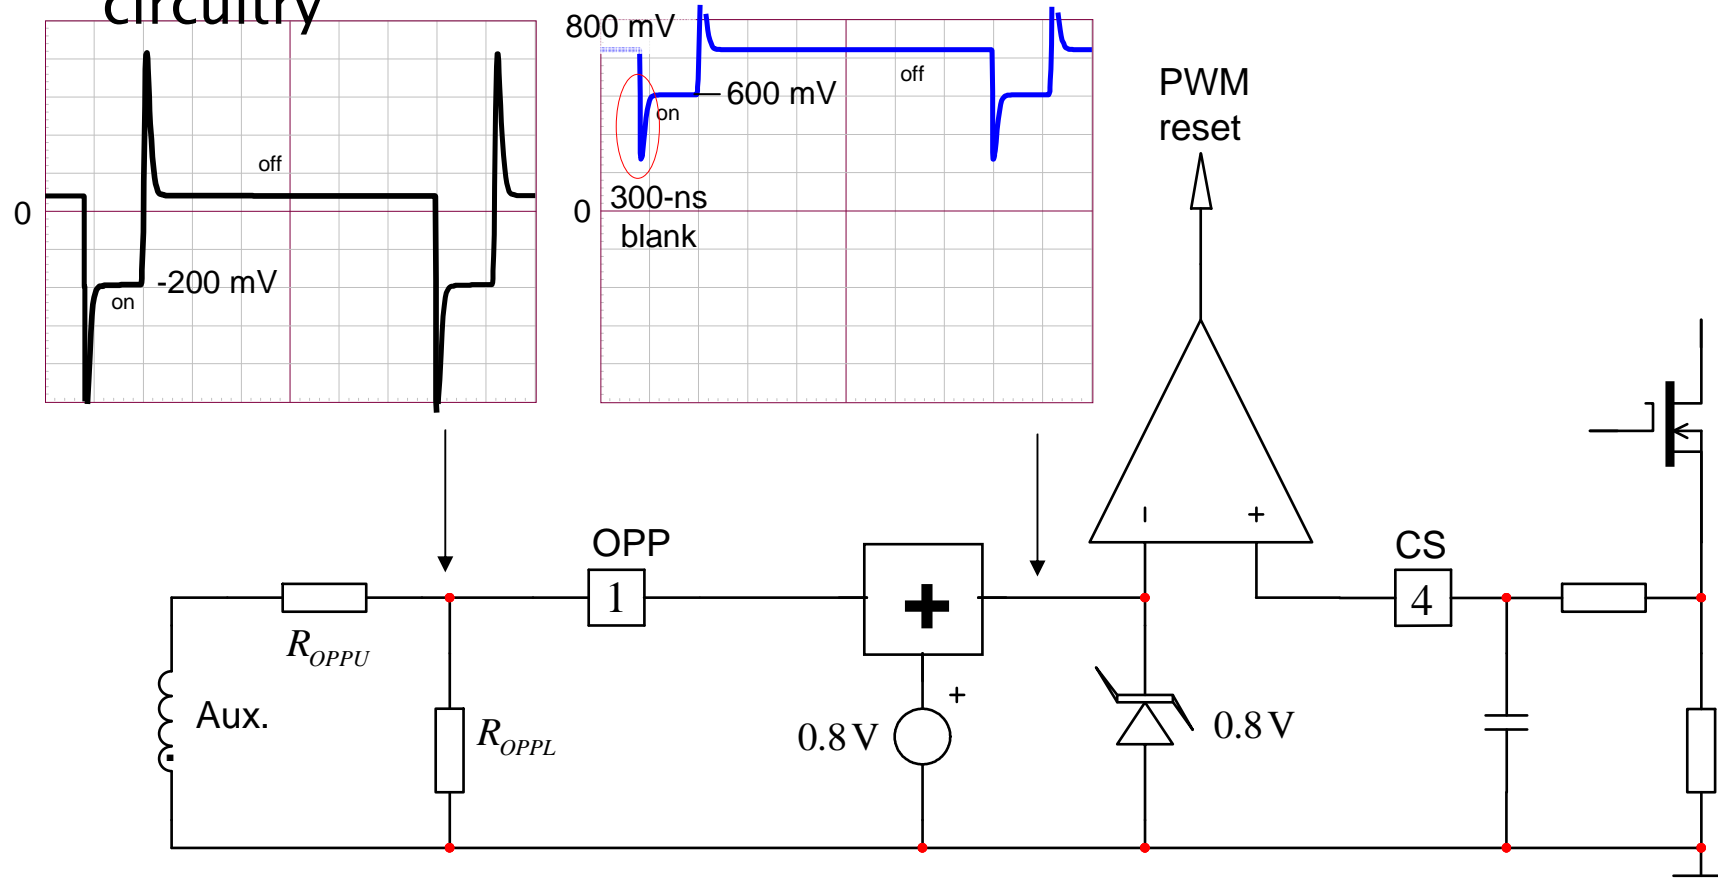 circuitry
0
off
on
-200 mV
800 mV
off
600 mV
on
0
300-ns
blank
PWM
reset
OPP
1
+
- +
CS
4
R_OPPU
Aux.
R_OPPL
+
0.8 V
0.8 V